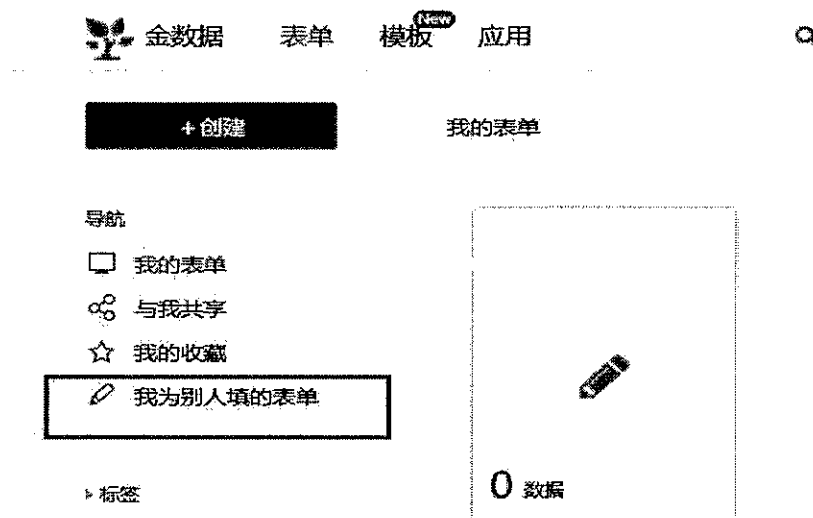 金数据 表单 模板 New 应用
+ 创建 我的表单
导航
我的表单
与我共享
我的收藏
我为别人填的表单
标签
0 数据